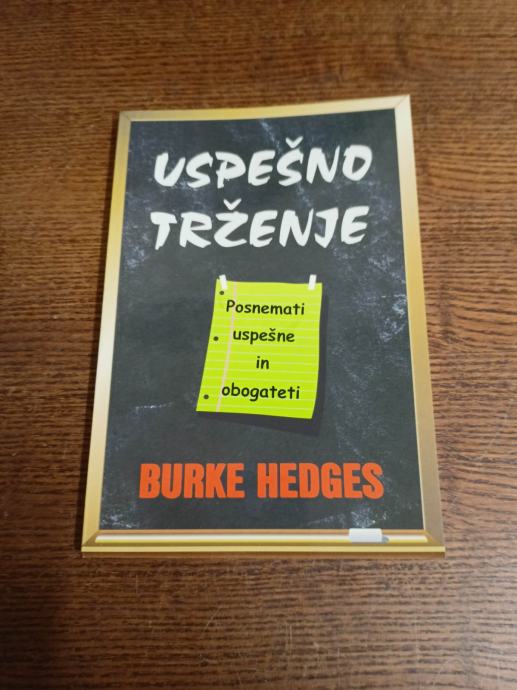 USPEŠNO
TRŽENJE
Posnemati
uspešne
in
obogateti
BURKE HEDGES